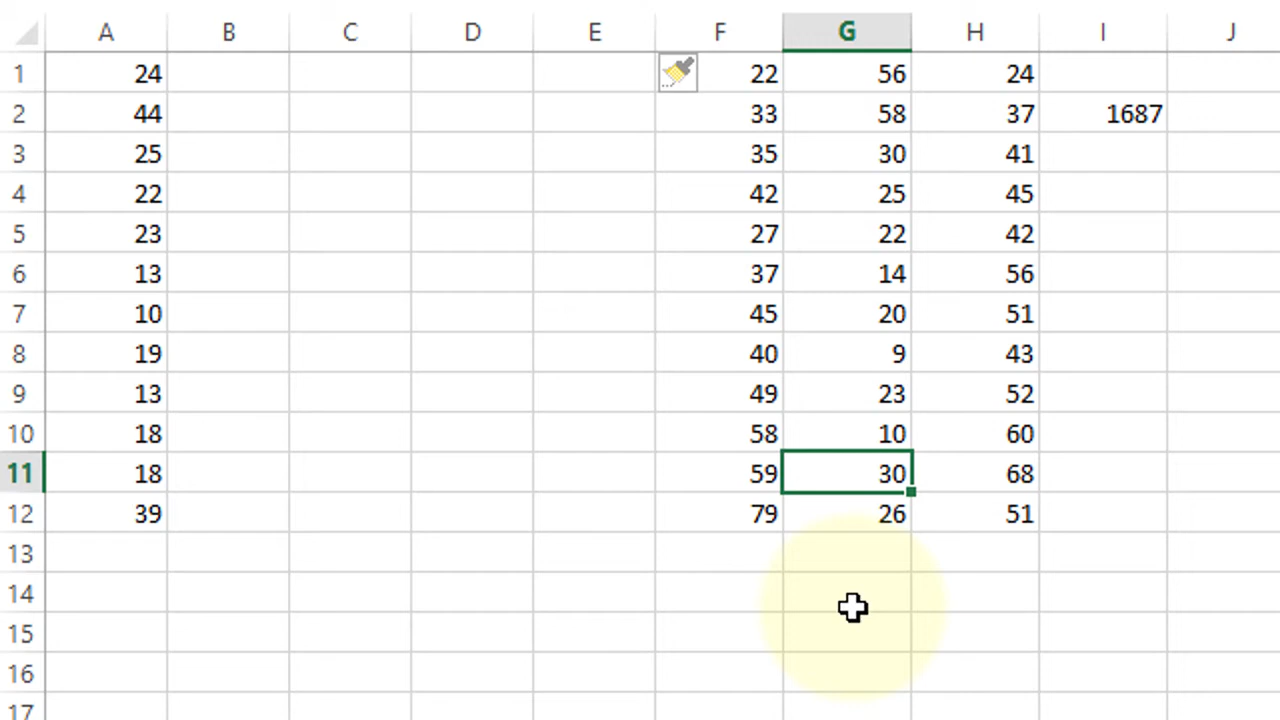 A B C D E F G H I J
1 24 22 56 24
2 44 33 58 37 1687
3 25 35 30 41
4 22 42 25 45
5 23 27 22 42
6 13 37 14 56
7 10 45 20 51
8 19 40 9 43
9 13 49 23 52
10 18 58 10 60
11 18 59 30 68
12 39 79 26 51
13
14
15
16
17